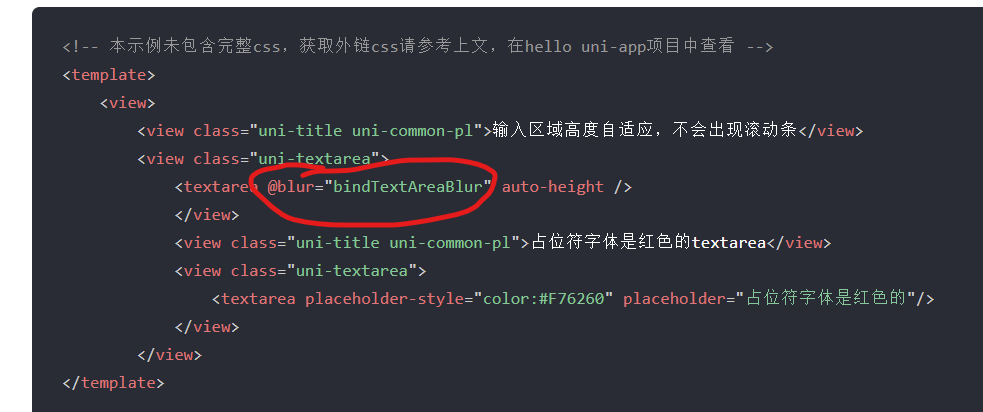 <!-- 本示例未包含完整css，获取外链css请参考上文，在hello uni-app项目中查看 -->
<template>
    <view>
        <view class="uni-title uni-common-pl">输入区域高度自适应，不会出现滚动条</view>
        <view class="uni-textarea">
            <textarea @blur="bindTextAreaBlur" auto-height />
            </view>
            <view class="uni-title uni-common-pl">占位符字体是红色的textarea</view>
            <view class="uni-textarea">
                <textarea placeholder-style="color:#F76260" placeholder="占位符字体是红色的"/>
            </view>
        </view>
</template>